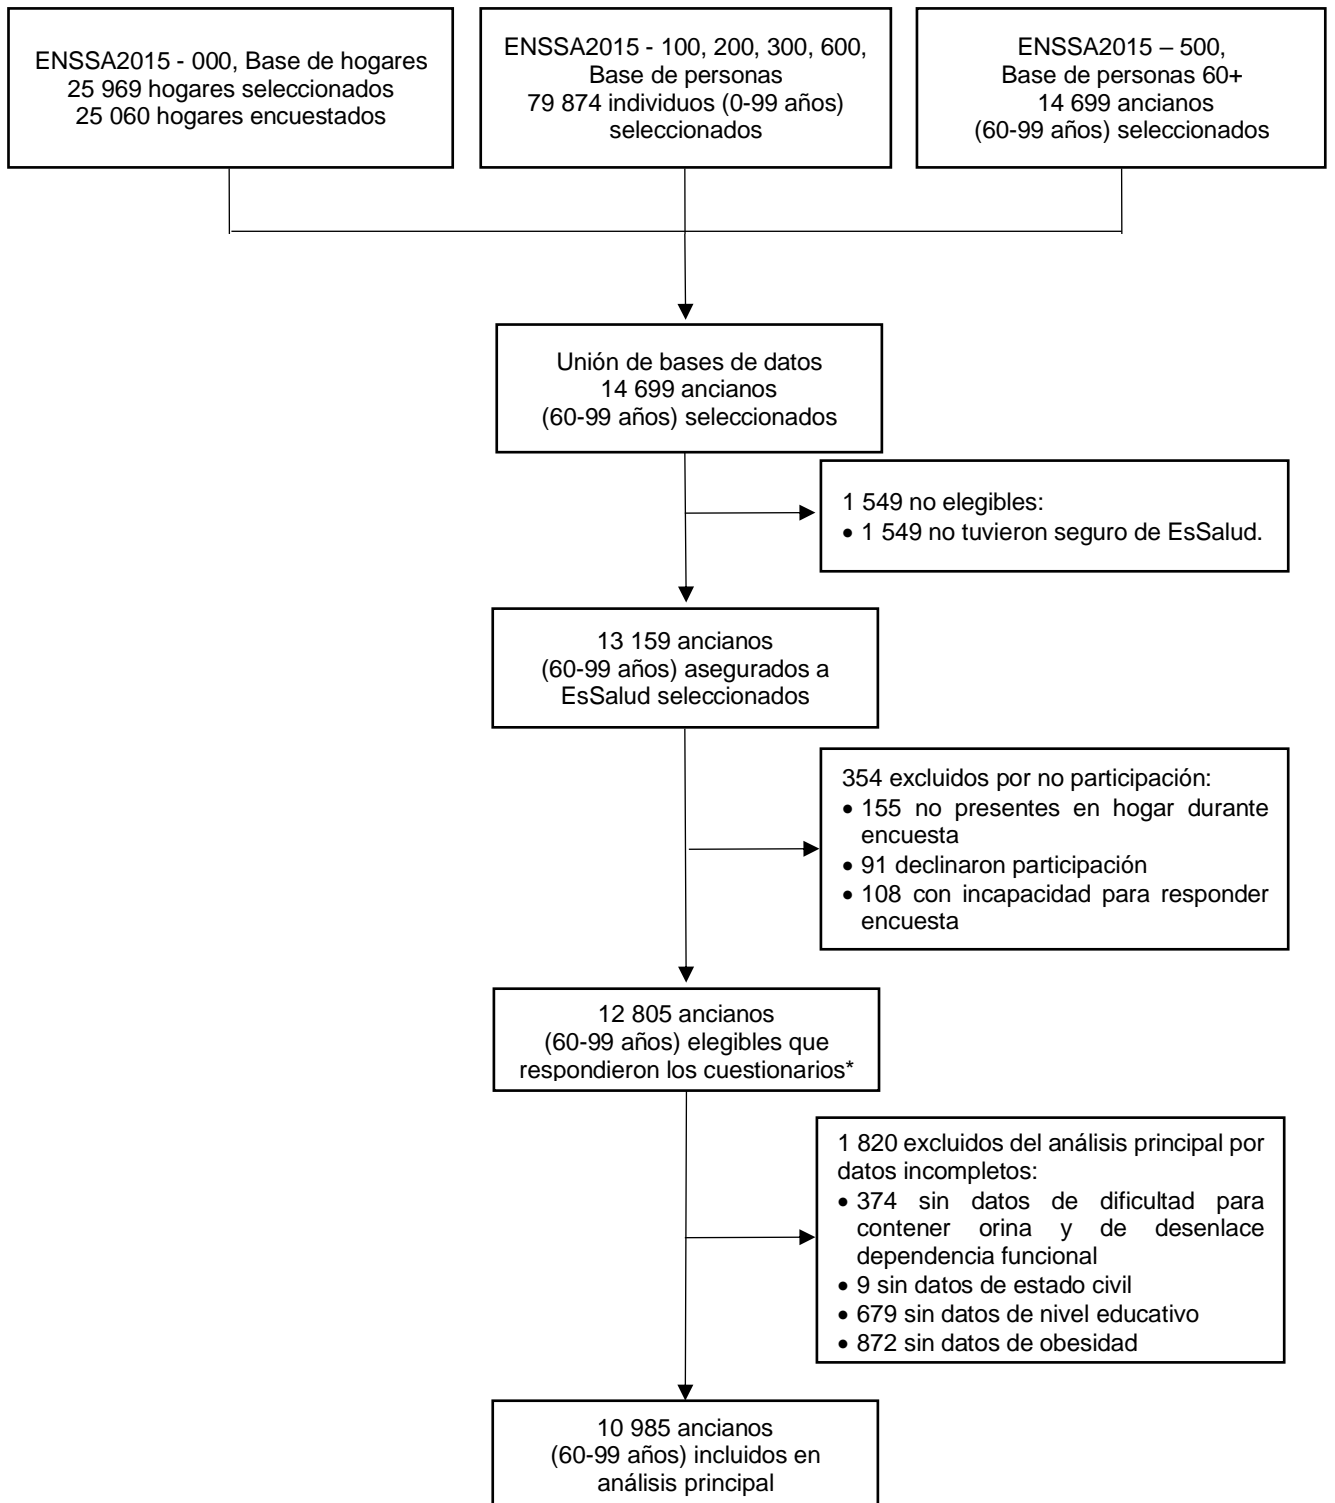 ENSSA2015 - 000, Base de hogares
25 969 hogares seleccionados
25 060 hogares encuestados
ENSSA2015 - 100, 200, 300, 600,
Base de personas
79 874 individuos (0-99 años)
seleccionados
ENSSA2015 – 500,
Base de personas 60+
14 699 ancianos
(60-99 años) seleccionados
Unión de bases de datos
14 699 ancianos
(60-99 años) seleccionados
1 549 no elegibles:
• 1 549 no tuvieron seguro de EsSalud.
13 159 ancianos
(60-99 años) asegurados a
EsSalud seleccionados
354 excluidos por no participación:
• 155 no presentes en hogar durante
encuesta
• 91 declinaron participación
• 108 con incapacidad para responder
encuesta
12 805 ancianos
(60-99 años) elegibles que
respondieron los cuestionarios*
1 820 excluidos del análisis principal por
datos incompletos:
• 374 sin datos de dificultad para
contener orina y de desenlace
dependencia funcional
• 9 sin datos de estado civil
• 679 sin datos de nivel educativo
• 872 sin datos de obesidad
10 985 ancianos
(60-99 años) incluidos en
análisis principal